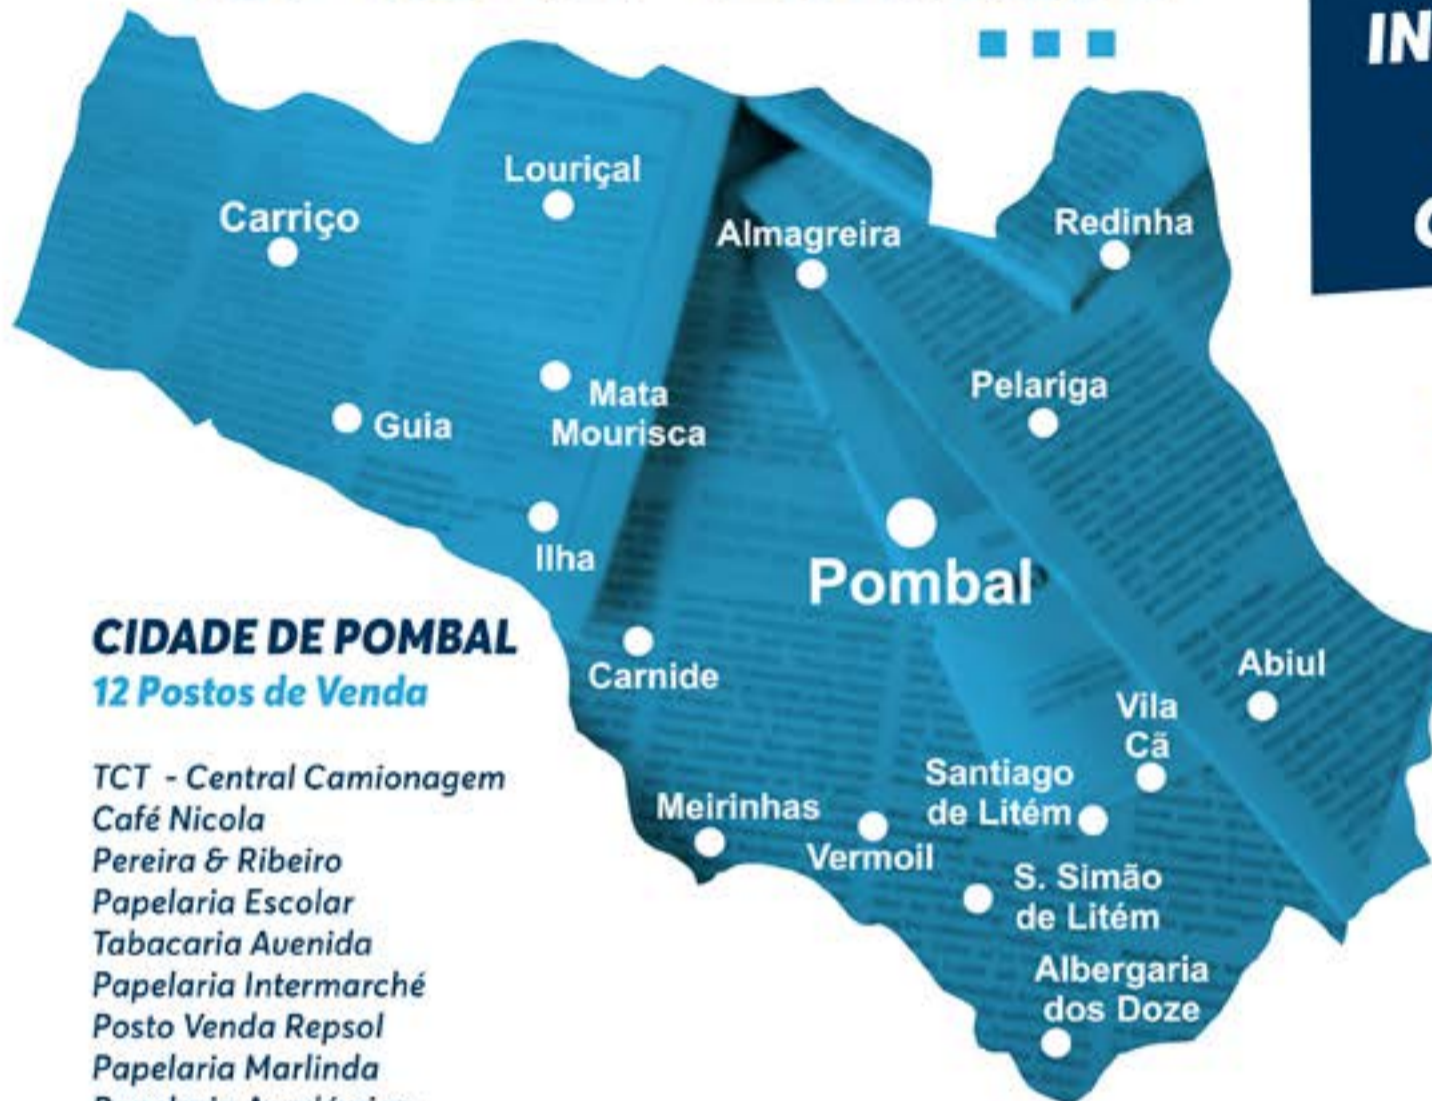 IN
Louriçal
Carriço
Almagreira
Redinha
Pelariga
Mata
Mourisca
Guia
Ilha
Pombal
CIDADE DE POMBAL
12 Postos de Venda
Carnide
Abiul
Vila
Cã
Santiago
de Litém
Meirinhas
Vermoil
S. Simão
de Litém
Albergaria
dos Doze
TCT - Central Camionagem
Café Nicola
Pereira & Ribeiro
Papelaria Escolar
Tabacaria Avenida
Papelaria Intermarché
Posto Venda Repsol
Papelaria Marlinda